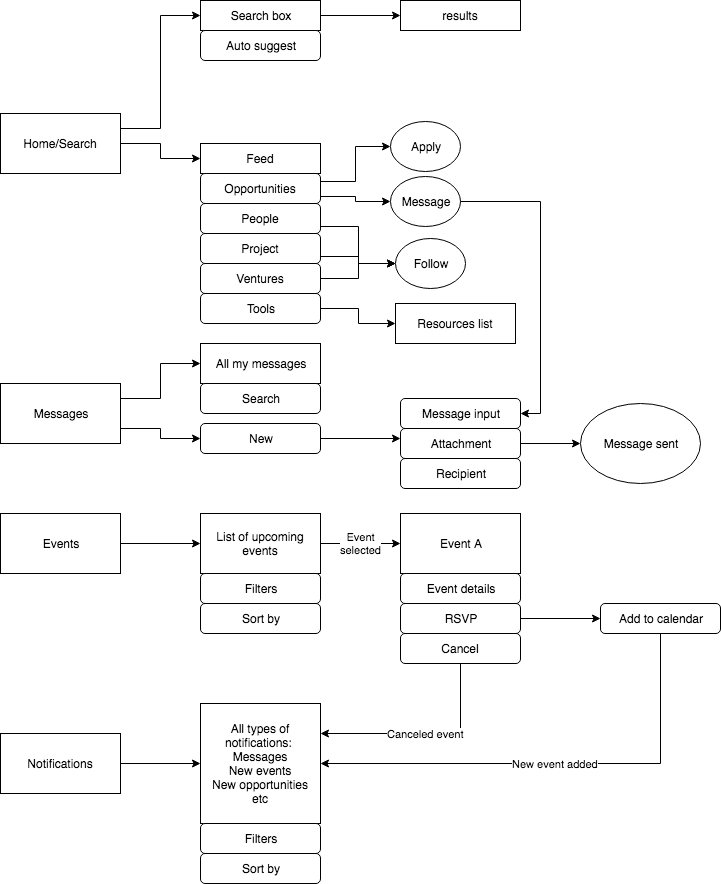 Search box
results
Auto suggest
Home/Search
Feed
Apply
Opportunities
Message
People
Project
Follow
Ventures
Tools
Resources list
All my messages
Search
Messages
New
Message input
Attachment
Recipient
Message sent
Events
List of upcoming
events
Event
selected
Event A
Filters
Event details
Sort by
RSVP
Add to calendar
Cancel
Notifications
All types of
notifications:
Messages
New events
New opportunities
etc
Canceled event
New event added
Filters
Sort by